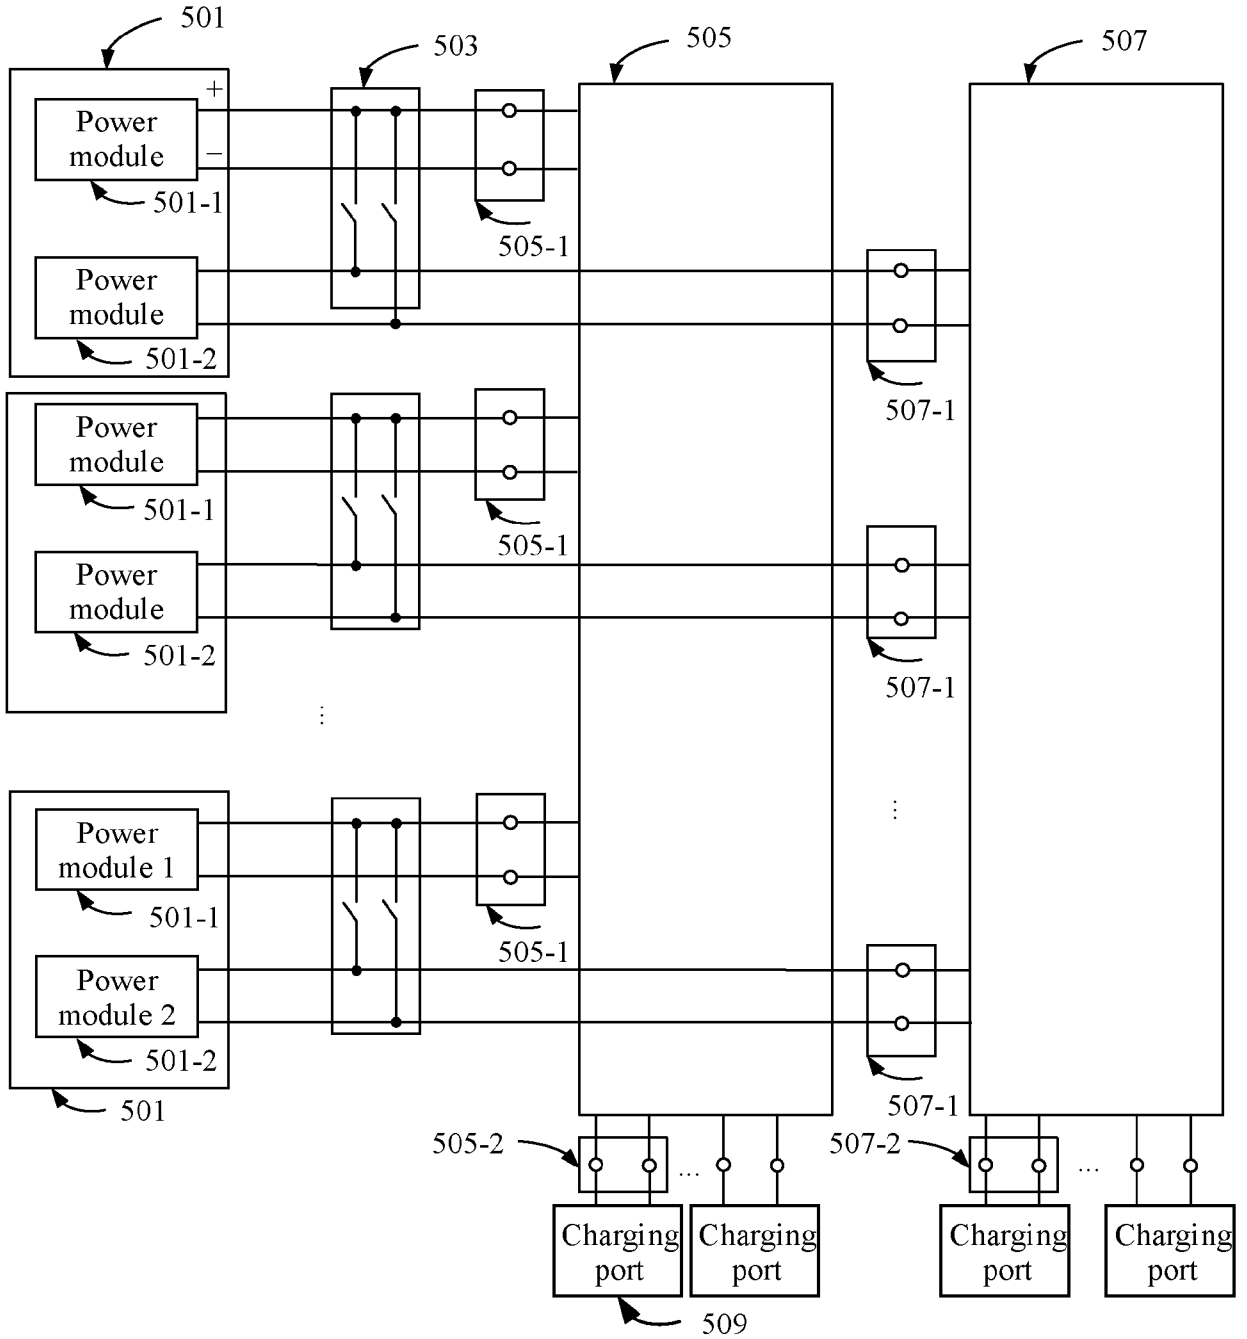 501
503
505
507
+
Power
module
−
501-1
505-1
Power
module
501-2
507-1
Power
module
501-1
505-1
Power
module
501-2
507-1
⋮
⋮
Power
module 1
501-1
505-1
Power
module 2
501-2
507-1
501
505-2
...
507-2
...
Charging
port
Charging
port
Charging
port
Charging
port
509